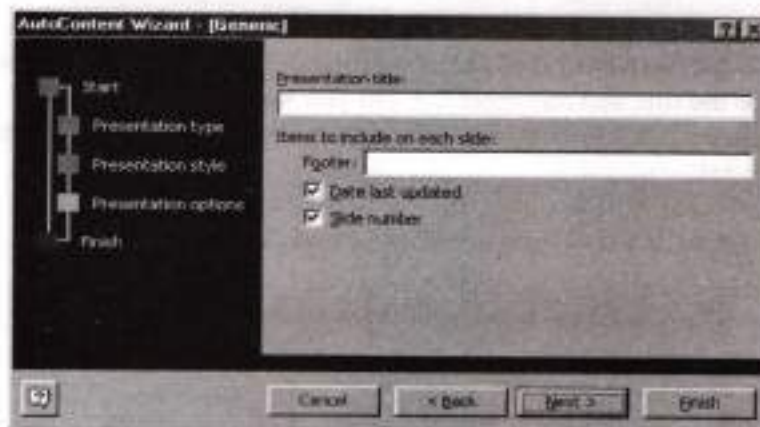 AutoContent Wizard - [Generic]
Start
Presentation type
Presentation style
Presentation options
Finish
Presentation title:
Items to include on each slide:
Footer:
Date last updated
Slide number
Cancel
< Back
Next >
Finish